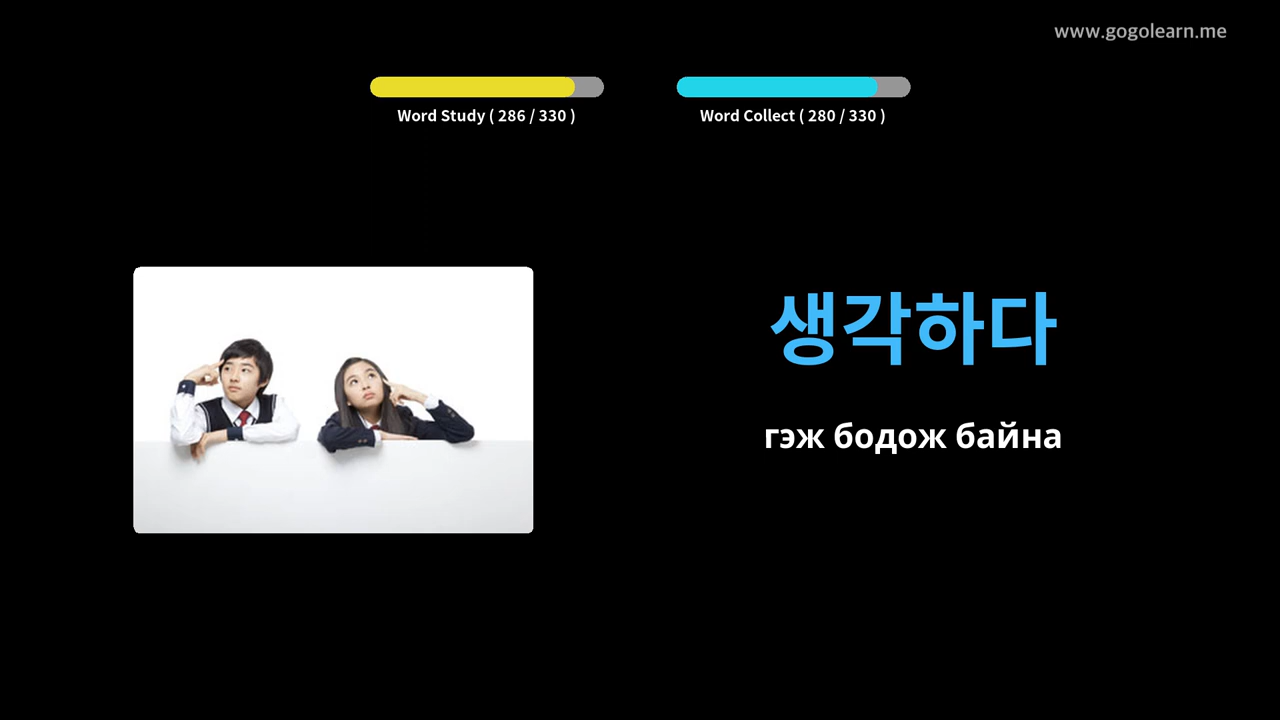 www.gogolearn.me
Word Study ( 286 / 330 )
Word Collect ( 280 / 330 )
생각하다
гэж бодож байна